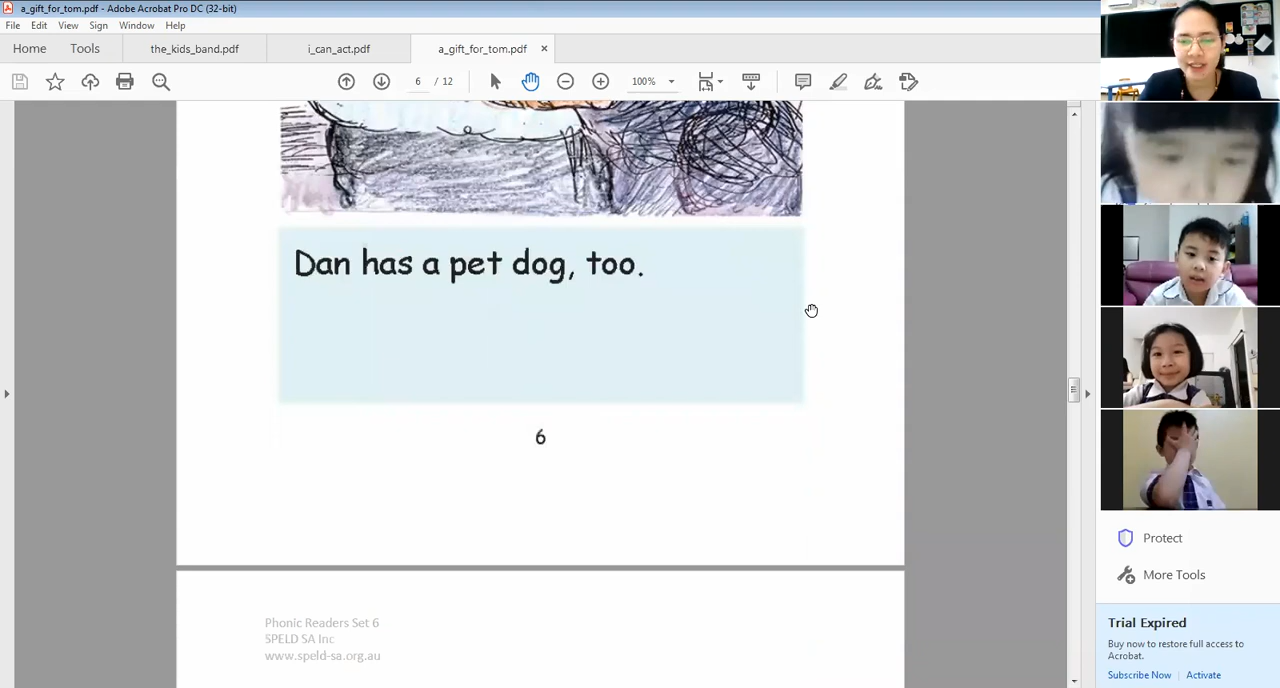 a_gift_for_tom.pdf - Adobe Acrobat Pro DC (32-bit)
File Edit View Sign Window Help
Home Tools the_kids_band.pdf i_can_act.pdf a_gift_for_tom.pdf ×
6 / 12 100%
Dan has a pet dog, too.
6
Phonic Readers Set 6
SPELD SA Inc
www.speld-sa.org.au
Protect
More Tools
Trial Expired
Buy now to restore full access to
Acrobat.
Subscribe Now | Activate